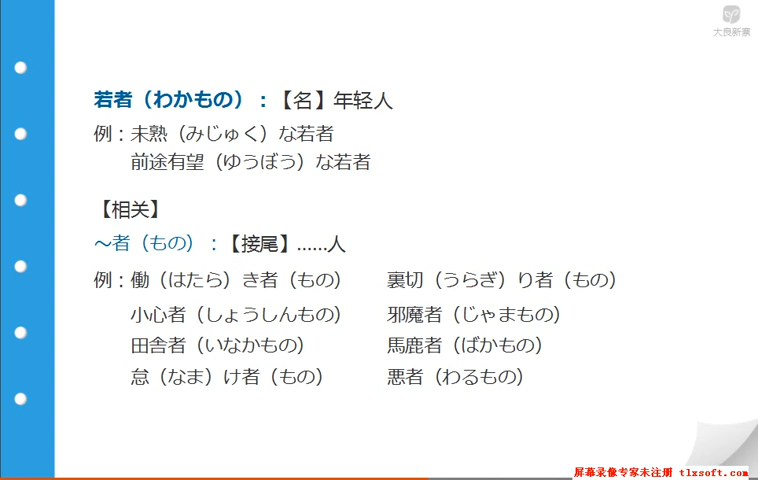 大良新寰
若者（わかもの）：【名】年轻人
例：未熟（みじゅく）な若者
前途有望（ゆうぼう）な若者
【相关】
～者（もの）：【接尾】……人
例：働（はたら）き者（もの） 裏切（うらぎ）り者（もの）
小心者（しょうしんもの） 邪魔者（じゃまもの）
田舎者（いなかもの） 馬鹿者（ばかもの）
怠（なま）け者（もの） 悪者（わるもの）
屏幕录像专家未注册 tlxsoft.com